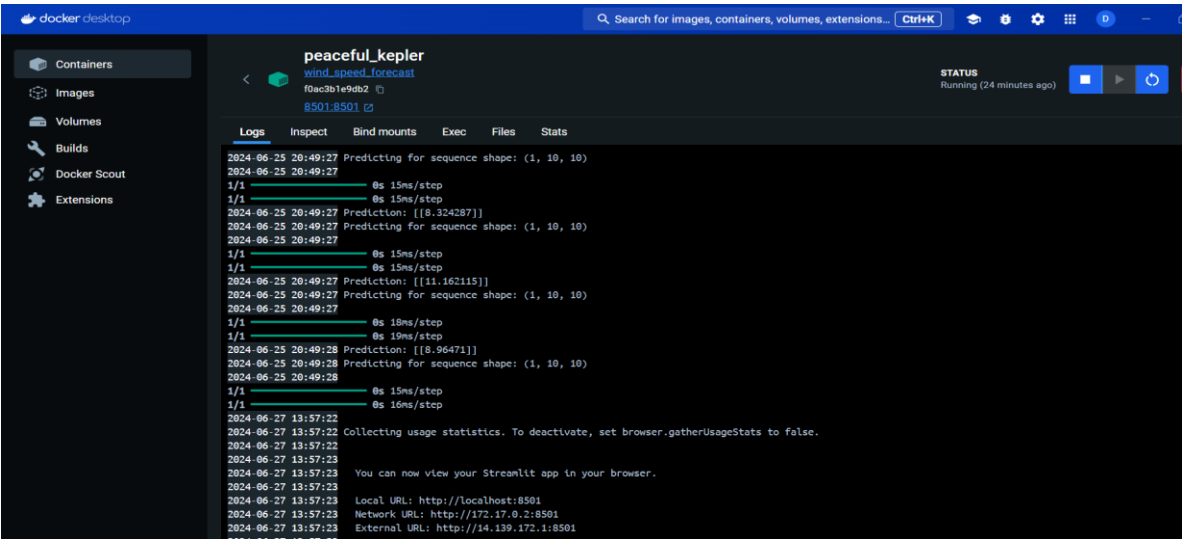 docker desktop
Search for images, containers, volumes, extensions... Ctrl+K
D
Containers
Images
Volumes
Builds
Docker Scout
Extensions
peaceful_kepler
wind_speed_forecast
f0ac3b1e9db2
8501:8501
STATUS
Running (24 minutes ago)
Logs Inspect Bind mounts Exec Files Stats
2024-06-25 20:49:27 Predicting for sequence shape: (1, 10, 10)
2024-06-25 20:49:27
1/1 0s 15ms/step
1/1 0s 15ms/step
2024-06-25 20:49:27 Prediction: [[8.324287]]
2024-06-25 20:49:27 Predicting for sequence shape: (1, 10, 10)
2024-06-25 20:49:27
1/1 0s 15ms/step
1/1 0s 15ms/step
2024-06-25 20:49:27 Prediction: [[11.162115]]
2024-06-25 20:49:27 Predicting for sequence shape: (1, 10, 10)
2024-06-25 20:49:27
1/1 0s 18ms/step
1/1 0s 19ms/step
2024-06-25 20:49:28 Prediction: [[8.96471]]
2024-06-25 20:49:28 Predicting for sequence shape: (1, 10, 10)
2024-06-25 20:49:28
1/1 0s 15ms/step
1/1 0s 16ms/step
2024-06-27 13:57:22
2024-06-27 13:57:22 Collecting usage statistics. To deactivate, set browser.gatherUsageStats to false.
2024-06-27 13:57:22
2024-06-27 13:57:23
2024-06-27 13:57:23 You can now view your Streamlit app in your browser.
2024-06-27 13:57:23
2024-06-27 13:57:23 Local URL: http://localhost:8501
2024-06-27 13:57:23 Network URL: http://172.17.0.2:8501
2024-06-27 13:57:23 External URL: http://14.139.172.1:8501